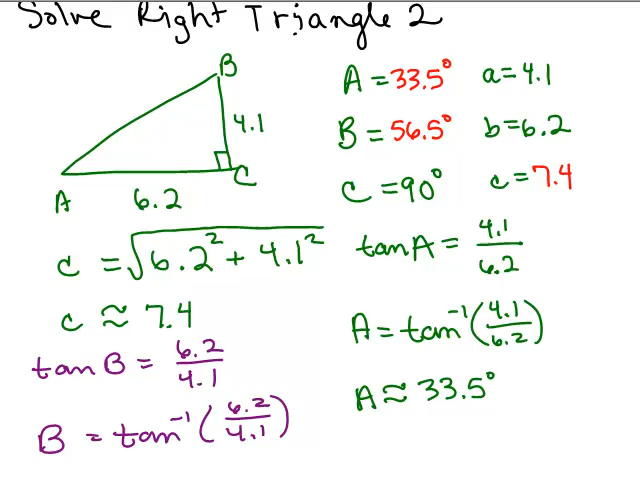 Solve Right Triangle 2
B
4.1
C
A
6.2
A = 33.5°
a = 4.1
B = 56.5°
b = 6.2
C = 90°
c = 7.4
c = √6.2² + 4.1²
c ≈ 7.4
tan B = 6.2/4.1
B = tan⁻¹(6.2/4.1)
tan A = 4.1/6.2
A = tan⁻¹(4.1/6.2)
A ≈ 33.5°